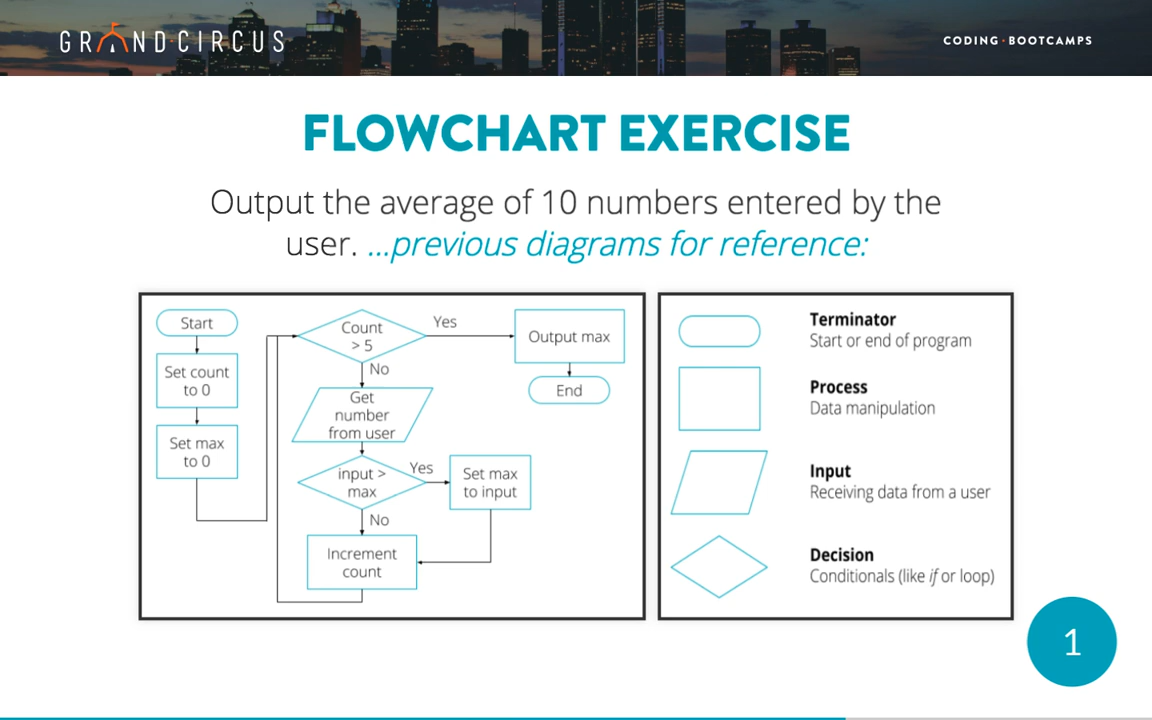 GRAND CIRCUS
CODING·BOOTCAMPS
FLOWCHART EXERCISE
Output the average of 10 numbers entered by the
user. ...previous diagrams for reference:
Start
Set count
to 0
Set max
to 0
Count
> 5
Yes
No
Output max
End
Get
number
from user
input >
max
Yes
No
Set max
to input
Increment
count
Terminator
Start or end of program
Process
Data manipulation
Input
Receiving data from a user
Decision
Conditionals (like if or loop)
1